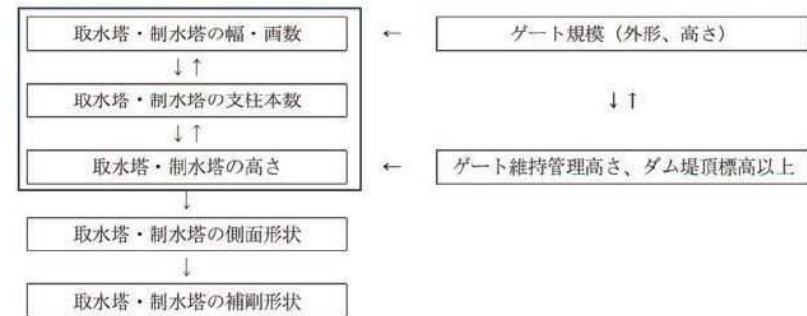 取水塔・制水塔の幅・画数 ← ゲート規模（外形、高さ）
↓↑
取水塔・制水塔の支柱本数 ↓↑
↓↑
取水塔・制水塔の高さ ← ゲート維持管理高さ、ダム堤頂標高以上
↓
取水塔・制水塔の側面形状
↓
取水塔・制水塔の補剛形状